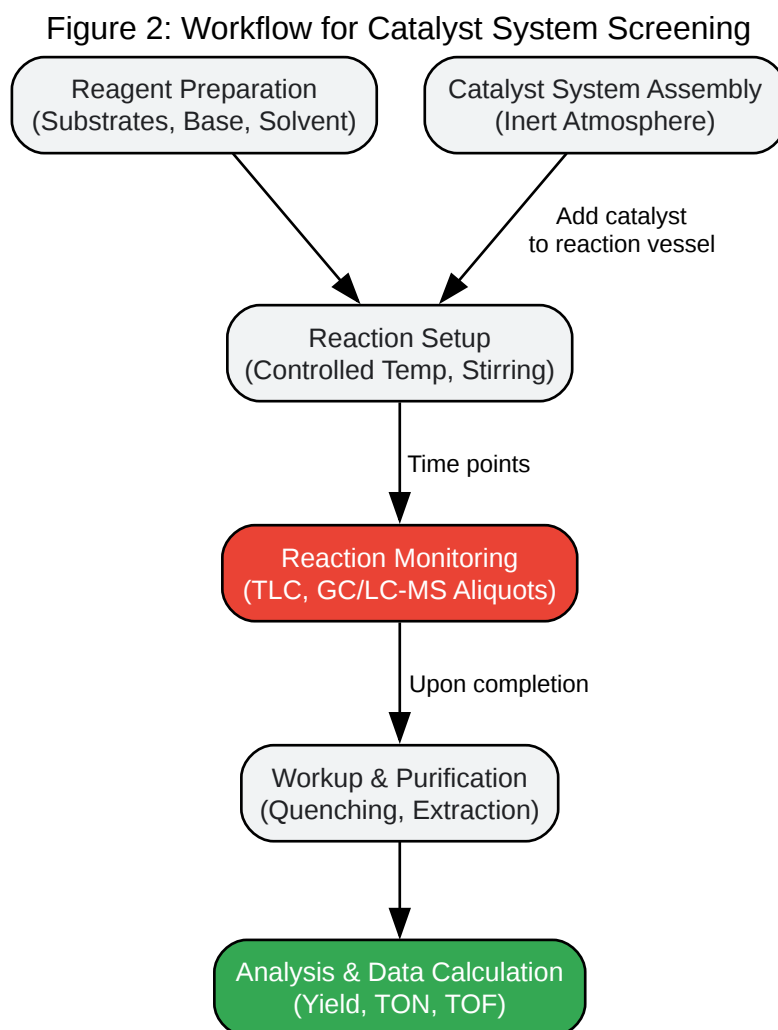 Figure 2: Workflow for Catalyst System Screening
Reagent Preparation
(Substrates, Base, Solvent)
Catalyst System Assembly
(Inert Atmosphere)
Add catalyst
to reaction vessel
Reaction Setup
(Controlled Temp, Stirring)
Time points
Reaction Monitoring
(TLC, GC/LC-MS Aliquots)
Upon completion
Workup & Purification
(Quenching, Extraction)
Analysis & Data Calculation
(Yield, TON, TOF)